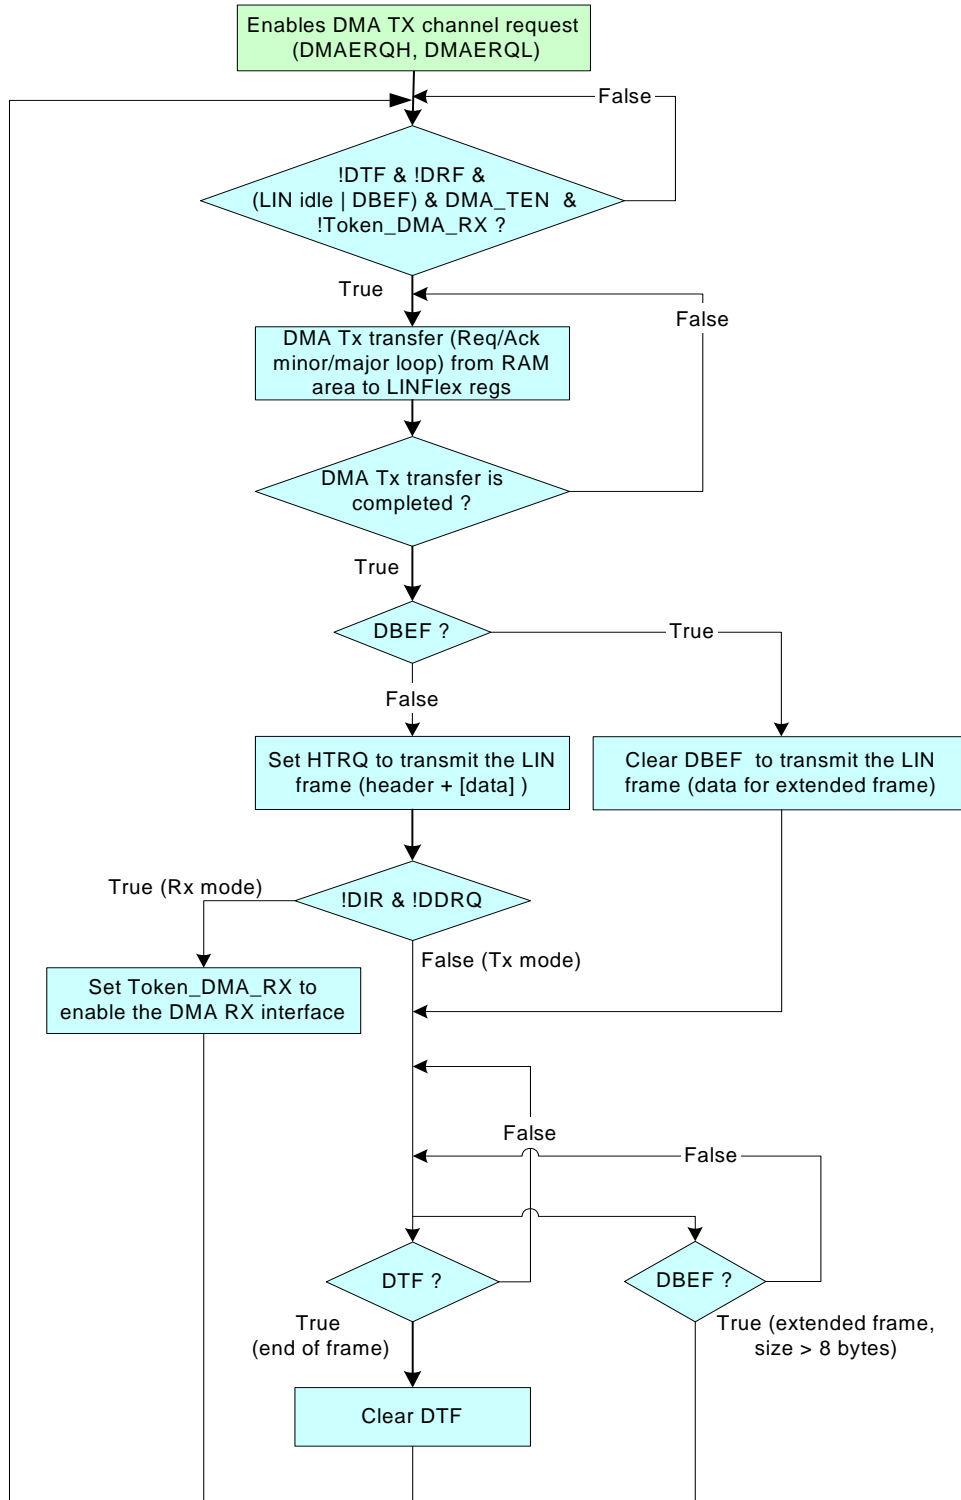 Enables DMA TX channel request
(DMAERQH, DMAERQL)
False
!DTF & !DRF &
(LIN idle | DBEF) & DMA_TEN &
!Token_DMA_RX ?
True
False
DMA Tx transfer (Req/Ack
minor/major loop) from RAM
area to LINFlex regs
DMA Tx transfer is
completed ?
True
DBEF ?
True
False
Set HTRQ to transmit the LIN
frame (header + [data] )
Clear DBEF to transmit the LIN
frame (data for extended frame)
True (Rx mode)
!DIR & !DDRQ
False (Tx mode)
Set Token_DMA_RX to
enable the DMA RX interface
False
False
DTF ?
DBEF ?
True
(end of frame)
True (extended frame,
size > 8 bytes)
Clear DTF